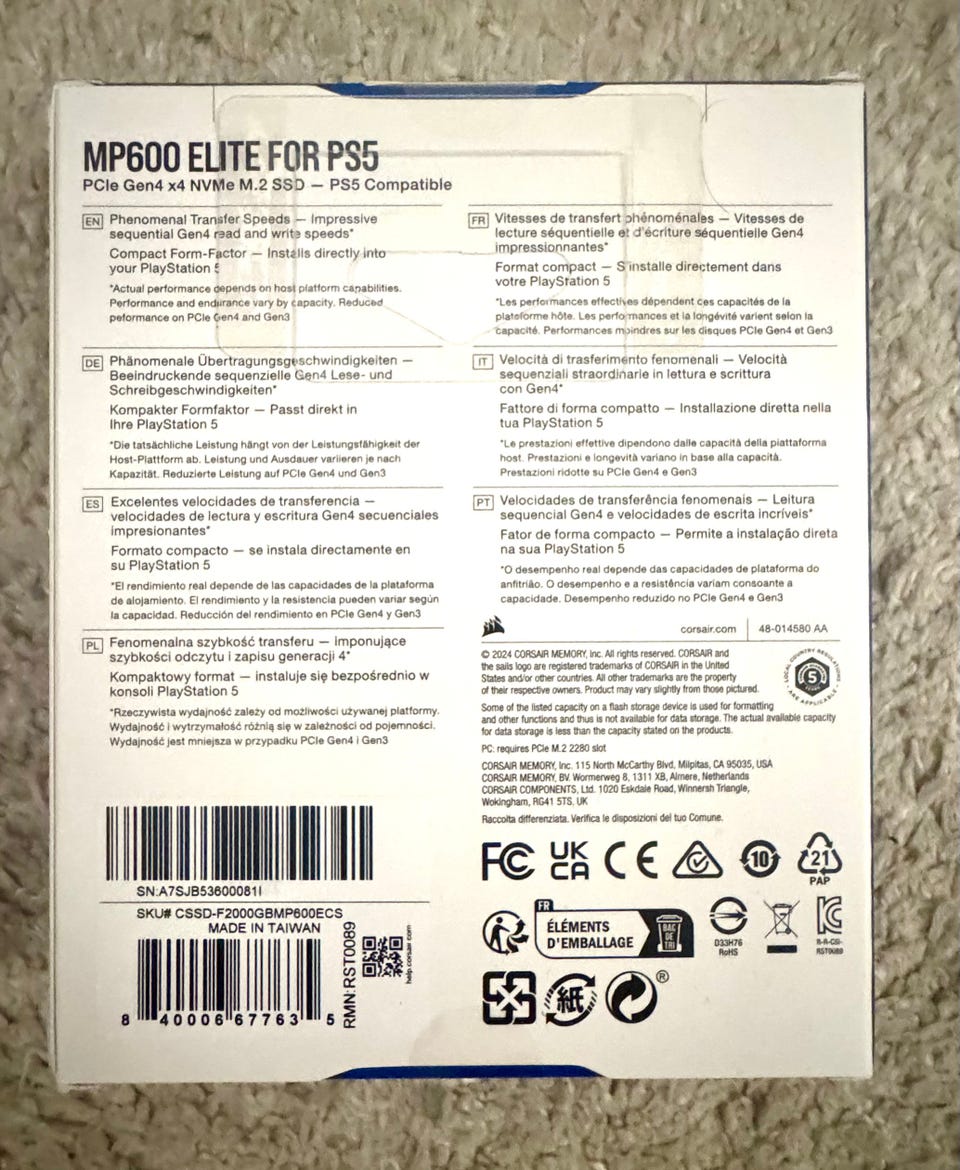 MP600 ELITE FOR PS5
PCIe Gen4 x4 NVMe M.2 SSD — PS5 Compatible
EN
Phenomenal Transfer Speeds — Impressive
sequential Gen4 read and write speeds*
Compact Form-Factor — Installs directly into
your PlayStation 5
*Actual performance depends on host platform capabilities.
Performance and endurance vary by capacity. Reduced
peformance on PCIe Gen4 and Gen3
DE
Phänomenale Übertragungsgeschwindigkeiten —
Beeindruckende sequenzielle Gen4 Lese- und
Schreibgeschwindigkeiten*
Kompakter Formfaktor — Passt direkt in
Ihre PlayStation 5
*Die tatsächliche Leistung hängt von der Leistungsfähigkeit der
Host-Plattform ab. Leistung und Ausdauer variieren je nach
Kapazität. Reduzierte Leistung auf PCIe Gen4 und Gen3
ES
Excelentes velocidades de transferencia —
velocidades de lectura y escritura Gen4 secuenciales
impresionantes*
Formato compacto — se instala directamente en
su PlayStation 5
*El rendimiento real depende de las capacidades de la plataforma
de alojamiento. El rendimiento y la resistencia pueden variar según
la capacidad. Reducción del rendimiento en PCIe Gen4 y Gen3
PL
Fenomenalna szybkość transferu — imponujące
szybkości odczytu i zapisu generacji 4*
Kompaktowy format — instaluje się bezpośrednio w
konsoli PlayStation 5
*Rzeczywista wydajność zależy od możliwości używanej platformy.
Wydajność i wytrzymałość różnią się w zależności od pojemności.
Wydajność jest mniejsza w przypadku PCIe Gen4 i Gen3
SN:A7SJB53600081I
SKU# CSSD-F2000GBMP600ECS
MADE IN TAIWAN
8 40006 67763 5
RMN:RST0089
help.corsair.com
FR
Vitesses de transfert phénoménales — Vitesses de
lecture séquentielle et d'écriture séquentielle Gen4
impressionnantes*
Format compact — S'installe directement dans
votre PlayStation 5
*Les performances effectives dépendent des capacités de la
plateforme hôte. Les performances et la longévité varient selon la
capacité. Performances moindres sur les disques PCIe Gen4 et Gen3
IT
Velocità di trasferimento fenomenali — Velocità
sequenziali straordinarie in lettura e scrittura
con Gen4*
Fattore di forma compatto — Installazione diretta nella
tua PlayStation 5
*Le prestazioni effettive dipendono dalle capacità della piattaforma
host. Prestazioni e longevità variano in base alla capacità.
Prestazioni ridotte su PCIe Gen4 e Gen3
PT
Velocidades de transferência fenomenais — Leitura
sequencial Gen4 e velocidades de escrita incríveis*
Fator de forma compacto — Permite a instalação direta
na sua PlayStation 5
*O desempenho real depende das capacidades de plataforma do
anfitrião. O desempenho e a resistência variam consoante a
capacidade. Desempenho reduzido no PCIe Gen4 e Gen3
corsair.com
48-014580 AA
© 2024 CORSAIR MEMORY, Inc. All rights reserved. CORSAIR and
the sails logo are registered trademarks of CORSAIR in the United
States and/or other countries. All other trademarks are the property
of their respective owners. Product may vary slightly from those pictured.
LOCAL COUNTRY REGULATIONS
5
YEARS
ARE APPLICABLE
Some of the listed capacity on a flash storage device is used for formatting
and other functions and thus is not available for data storage. The actual available capacity
for data storage is less than the capacity stated on the products.
PC: requires PCIe M.2 2280 slot
CORSAIR MEMORY, Inc. 115 North McCarthy Blvd, Milpitas, CA 95035, USA
CORSAIR MEMORY, BV. Wormerweg 8, 1311 XB, Almere, Netherlands
CORSAIR COMPONENTS, Ltd. 1020 Eskdale Road, Winnersh Triangle,
Wokingham, RG41 5TS, UK
Raccolta differenziata. Verifica le disposizioni del tuo Comune.
FC
UK
CA
CE
10
21
PAP
FR
ÉLÉMENTS
D'EMBALLAGE
BAC
DE
TRI
D33H76
RoHS
R-R-CSI-
RST0089
紙
®